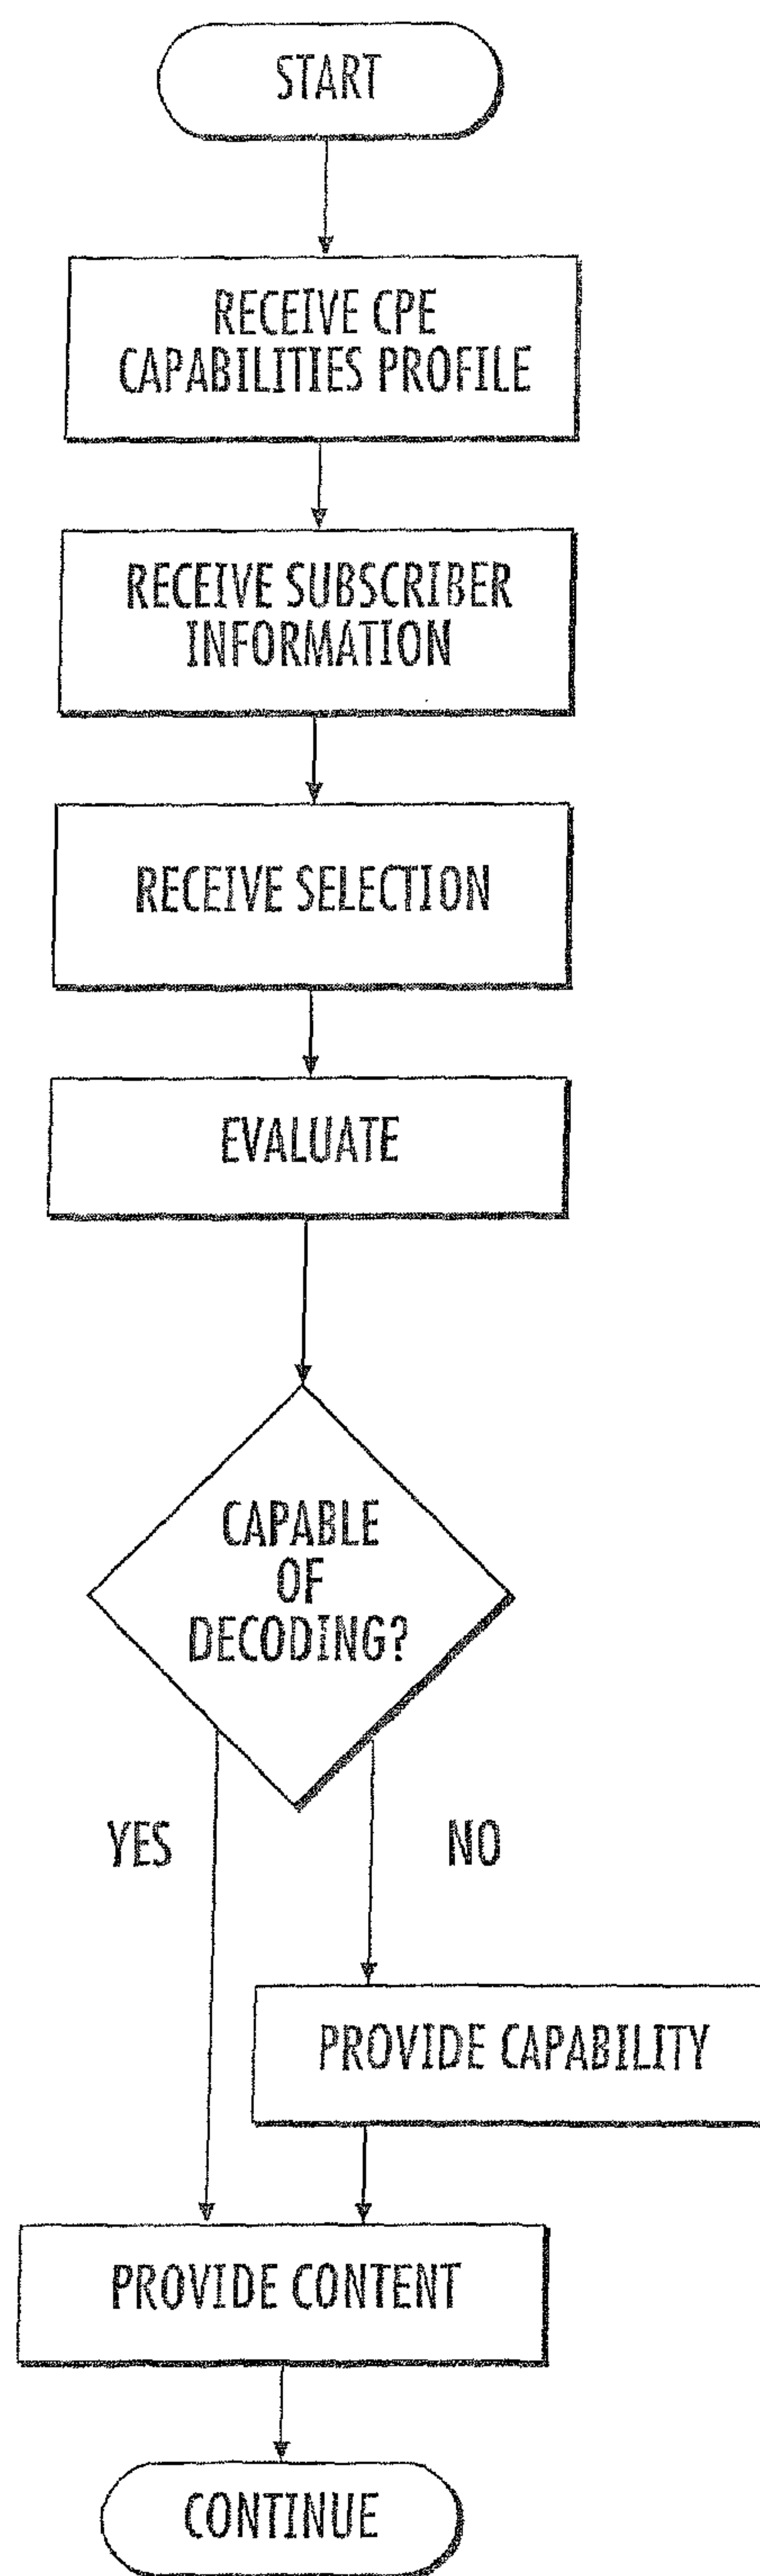 START
RECEIVE CPE
CAPABILITIES PROFILE
RECEIVE SUBSCRIBER
INFORMATION
RECEIVE SELECTION
EVALUATE
CAPABLE
OF
DECODING?
YES
NO
PROVIDE CAPABILITY
PROVIDE CONTENT
CONTINUE